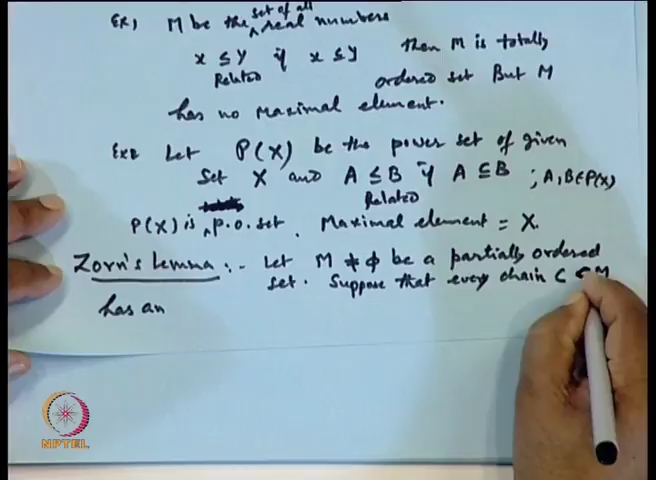 Ex1 M be the set of all real numbers
x ≤ y if x ≤ y then M is totally
Related
ordered set But M
has no Maximal element.
Ex2 Let P(X) be the power set of given
Set X and A ≤ B if A ⊆ B ; A, B ∈ P(X)
Related
P(X) is p.o. set. Maximal element = X.
Zorn's lemma :- Let M ≠ φ be a partially ordered
set. Suppose that every chain C ⊂ M
has an
NPTEL